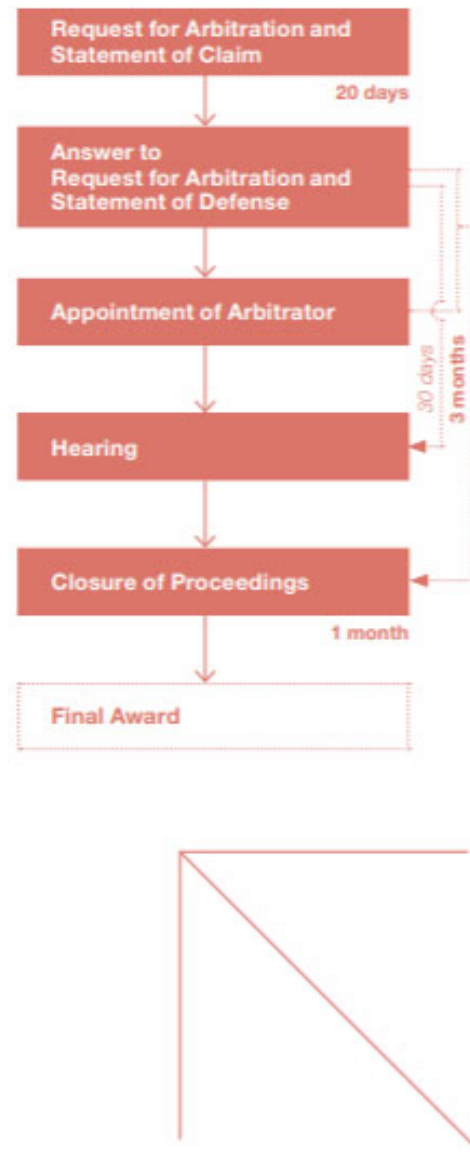 Request for Arbitration and
Statement of Claim
20 days
Answer to
Request for Arbitration and
Statement of Defense
Appointment of Arbitrator
30 days
3 months
Hearing
Closure of Proceedings
1 month
Final Award